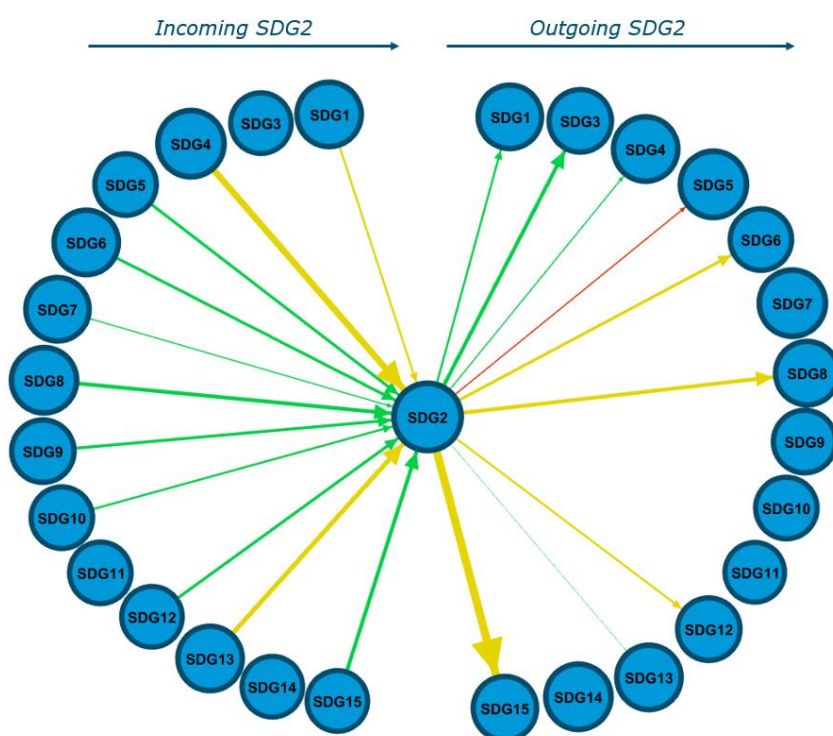 Incoming SDG2
Outgoing SDG2
SDG1
SDG3
SDG4
SDG5
SDG6
SDG7
SDG8
SDG9
SDG10
SDG11
SDG12
SDG13
SDG14
SDG15
SDG2
SDG1
SDG3
SDG4
SDG5
SDG6
SDG7
SDG8
SDG9
SDG10
SDG11
SDG12
SDG13
SDG14
SDG15